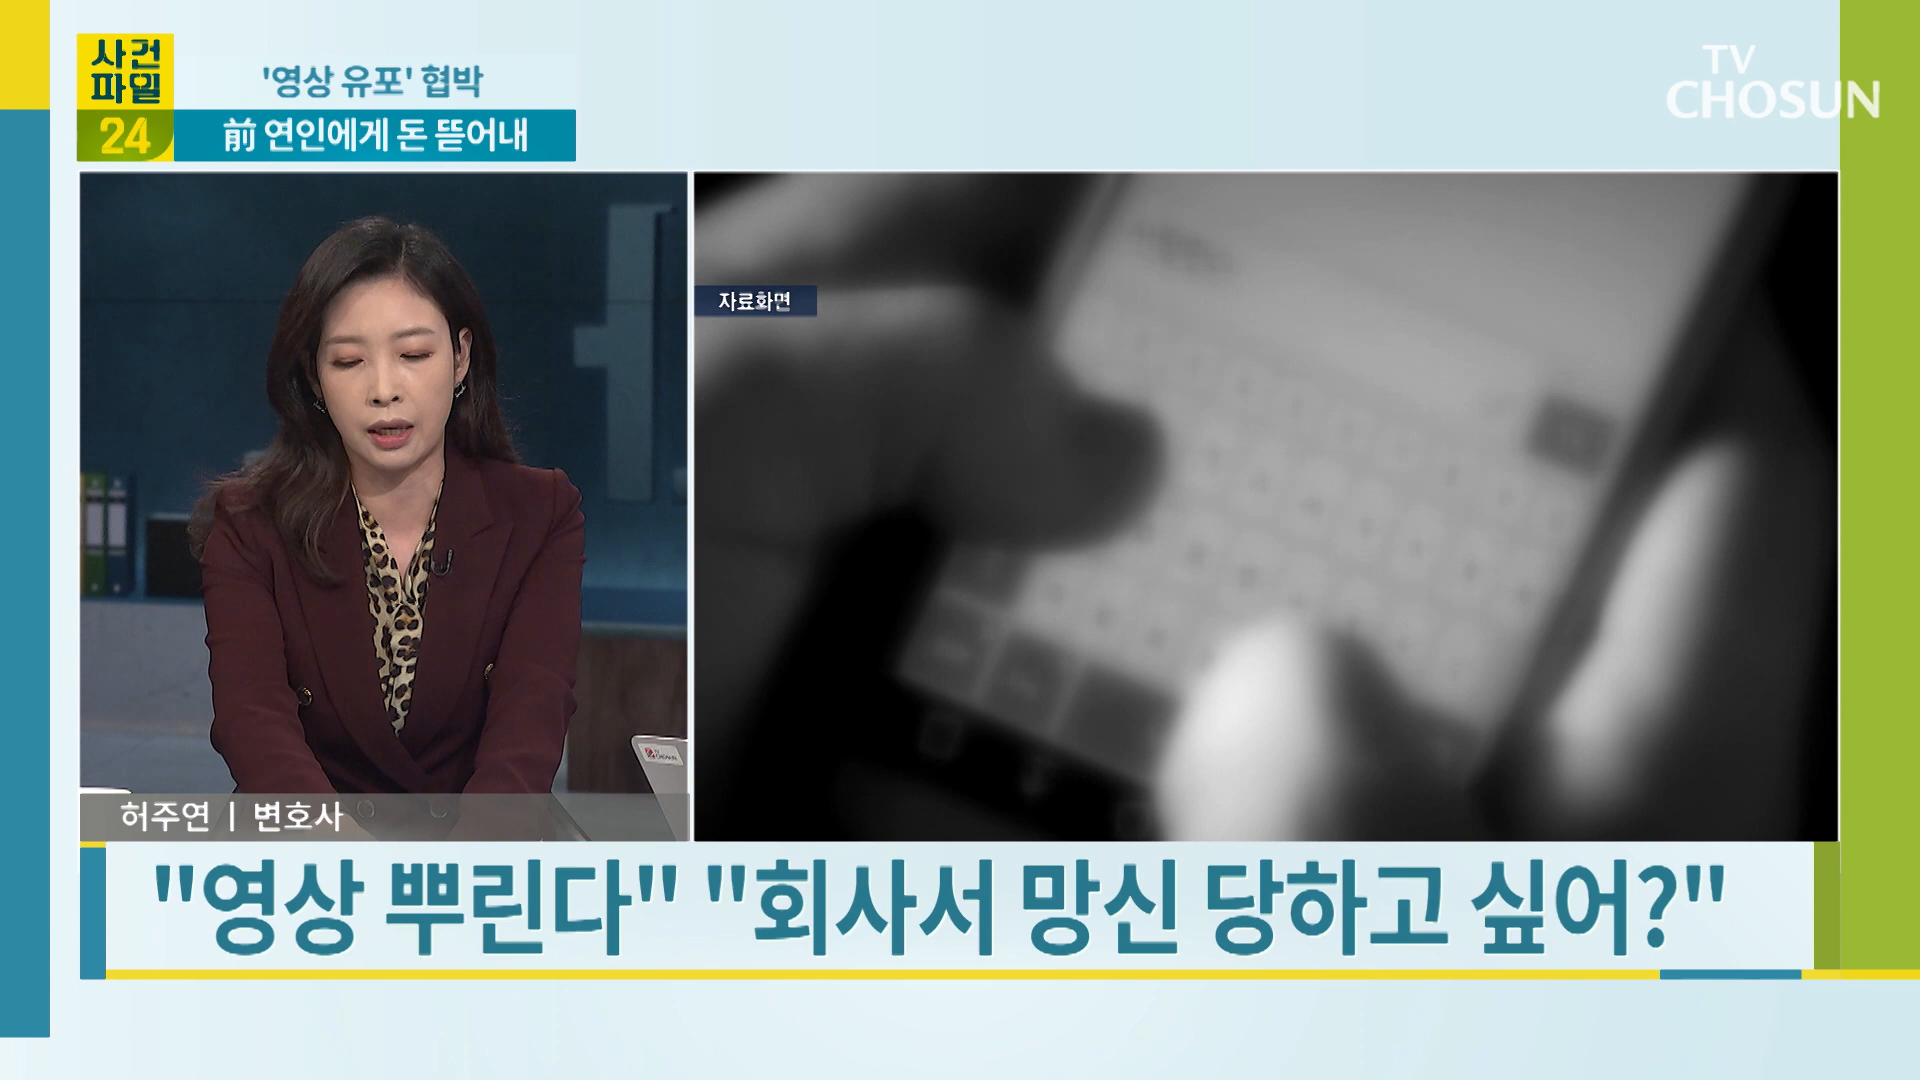 사건
파일
24
'영상 유포' 협박
前 연인에게 돈 뜯어내
TV
CHOSUN
자료화면
TV
CHOSUN
허주연 | 변호사
"영상 뿌린다" "회사서 망신 당하고 싶어?"